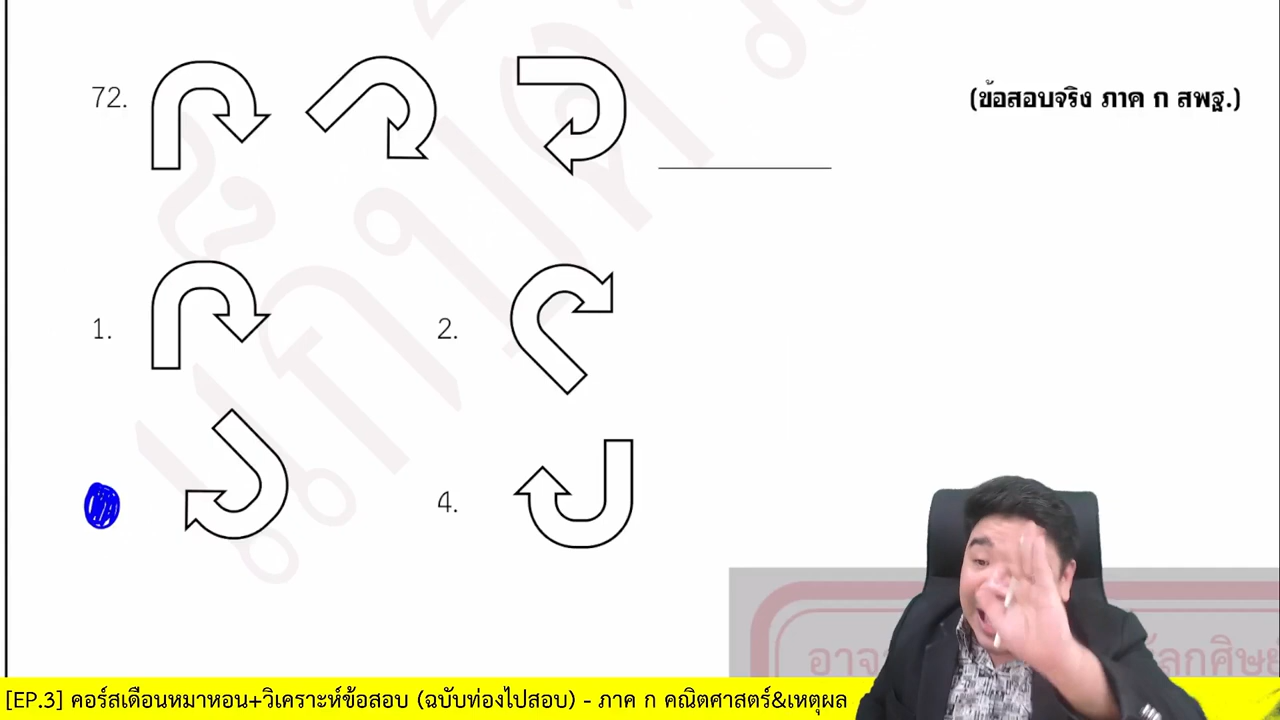 72.
(ข้อสอบจริง ภาค ก สพฐ.)
1.
2.
4.
[EP.3] คอร์สเดือนหมาหอน+วิเคราะห์ข้อสอบ (ฉบับท่องไปสอบ) - ภาค ก คณิตศาสตร์&เหตุผล